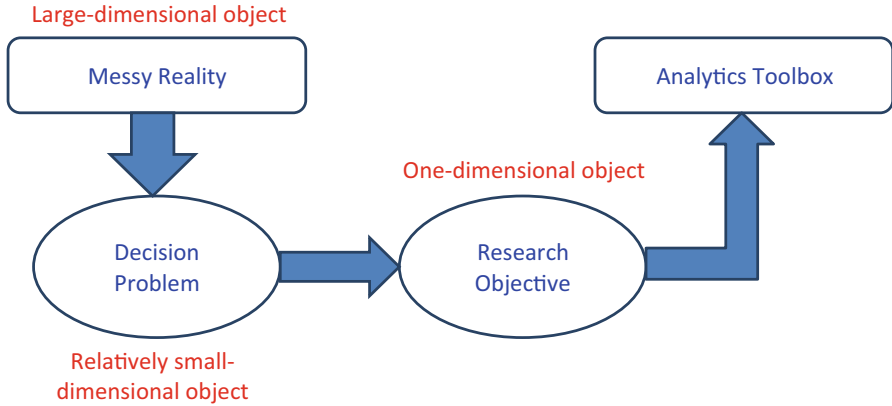 Large-dimensional object
Messy Reality
Analytics Toolbox
One-dimensional object
Decision
Problem
Research
Objective
Relatively small-
dimensional object